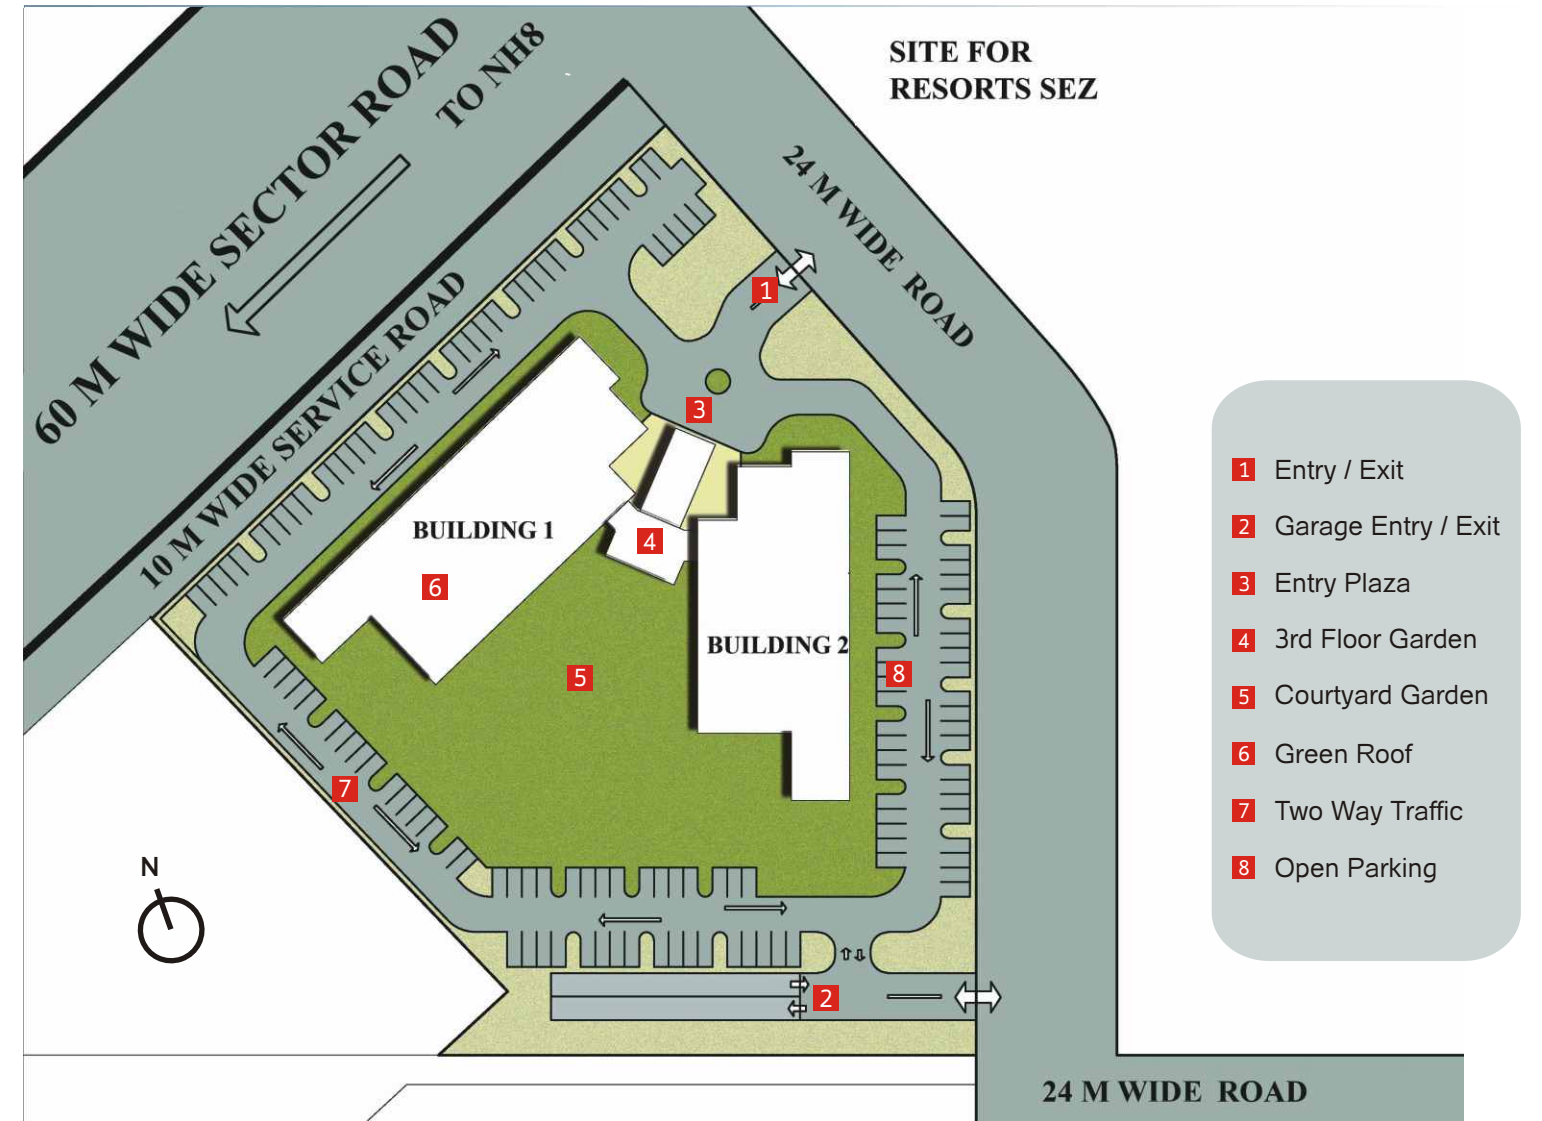 60 M WIDE SECTOR ROAD
TO NH8
SITE FOR
RESORTS SEZ
24 M WIDE ROAD
10 M WIDE SERVICE ROAD
1
3
BUILDING 1
4
6
BUILDING 2
5
8
7
N
2
24 M WIDE ROAD
1 Entry / Exit
2 Garage Entry / Exit
3 Entry Plaza
4 3rd Floor Garden
5 Courtyard Garden
6 Green Roof
7 Two Way Traffic
8 Open Parking